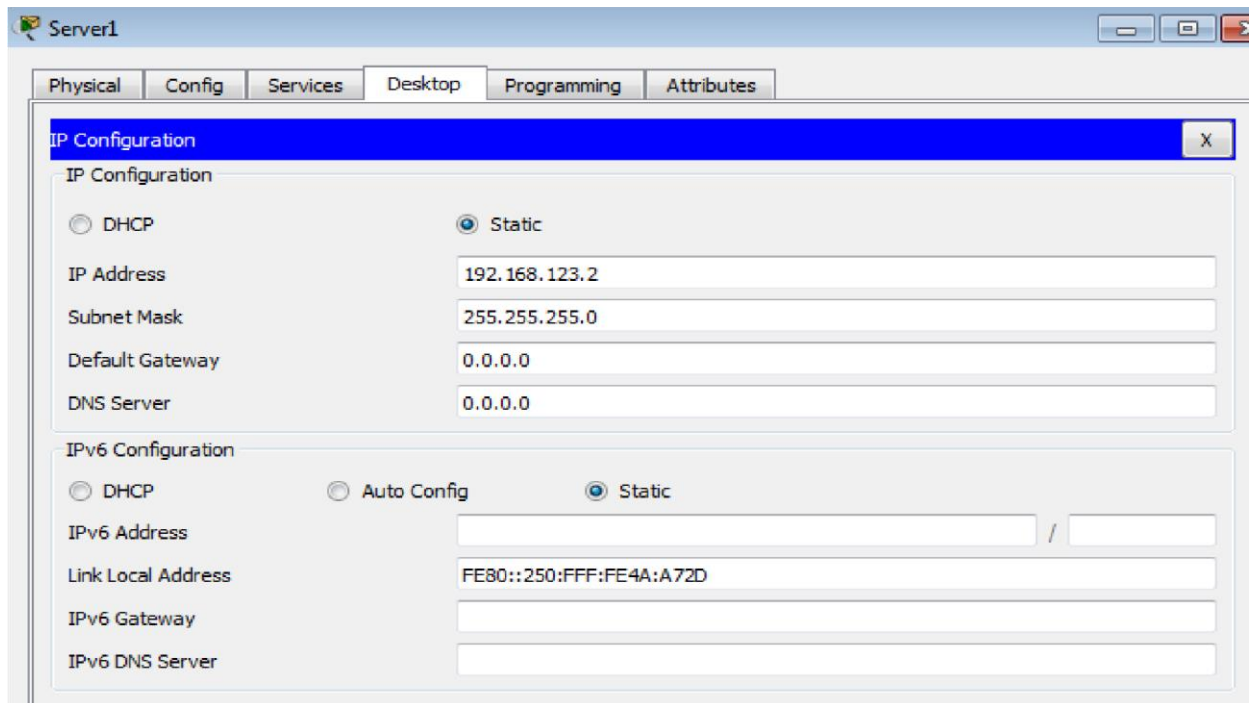 Server1
Physical Config Services Desktop Programming Attributes
IP Configuration X
IP Configuration
DHCP Static
IP Address 192.168.123.2
Subnet Mask 255.255.255.0
Default Gateway 0.0.0.0
DNS Server 0.0.0.0
IPv6 Configuration
DHCP Auto Config Static
IPv6 Address /
Link Local Address FE80::250:FFF:FE4A:A72D
IPv6 Gateway
IPv6 DNS Server